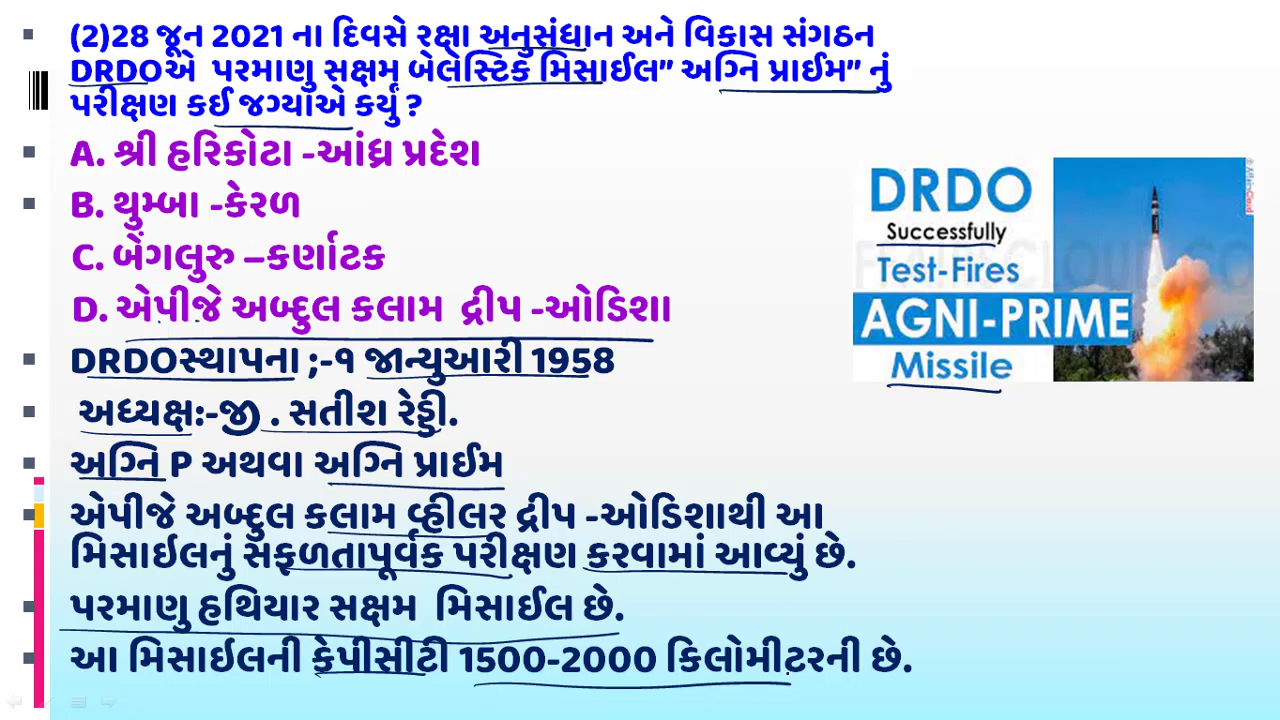 (2)28 જૂન 2021 ના દિવસે રક્ષા અનુસંધાન અને વિકાસ સંગઠન
DRDOએ પરમાણુ સક્ષમ બેલેસ્ટિક મિસાઈલ” અગ્નિ પ્રાઈમ” નું
પરીક્ષણ કઈ જગ્યાએ કર્યું ?
A. શ્રી હરિકોટા -આંધ્ર પ્રદેશ
B. થુમ્બા -કેરળ
C. બેંગલુરુ –કર્ણાટક
D. એપીજે અબ્દુલ કલામ દ્રીપ -ઓડિશા
DRDOસ્થાપના ;-૧ જાન્યુઆરી 1958
અધ્યક્ષ:-જી . સતીશ રેડ્ડી.
અગ્નિ P અથવા અગ્નિ પ્રાઈમ
એપીજે અબ્દુલ કલામ વ્હીલર દ્રીપ -ઓડિશાથી આ
મિસાઇલનું સફળતાપૂર્વક પરીક્ષણ કરવામાં આવ્યું છે.
પરમાણુ હથિયાર સક્ષમ મિસાઈલ છે.
આ મિસાઇલની કેપીસીટી 1500-2000 કિલોમીટરની છે.
DRDO
Successfully
Test-Fires
AGNI-PRIME
Missile